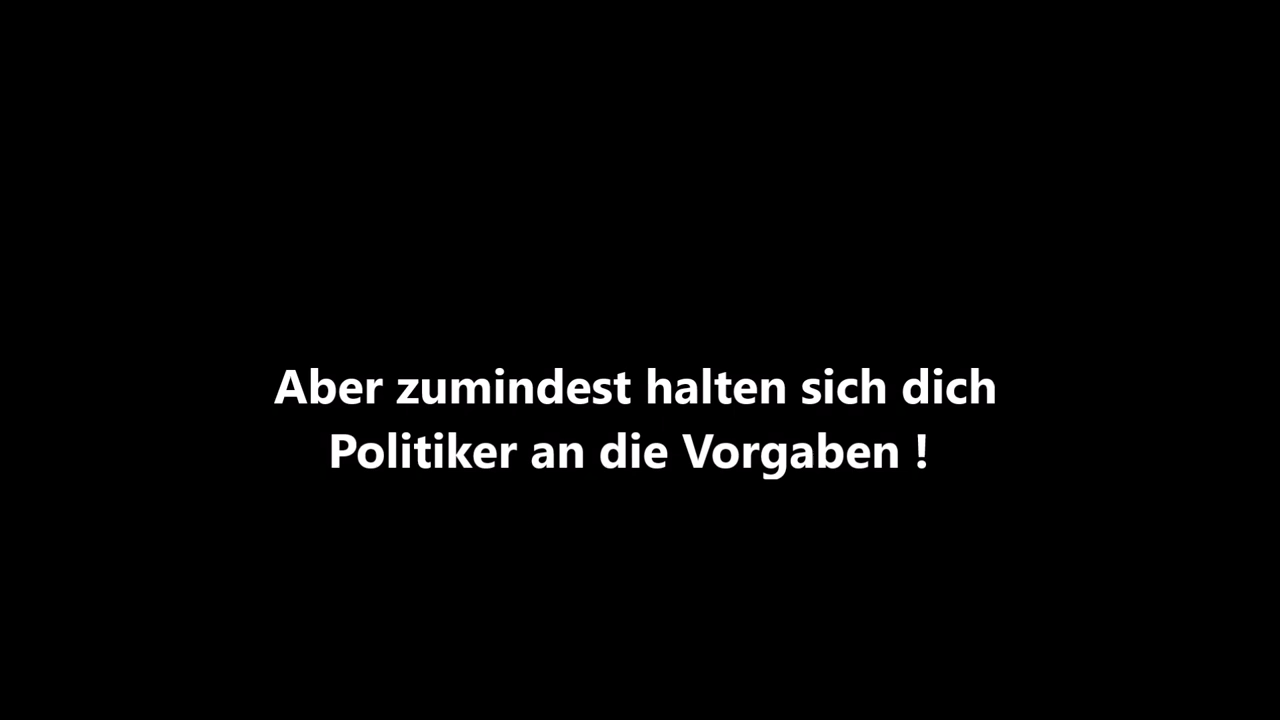 Aber zumindest halten sich dich
Politiker an die Vorgaben !